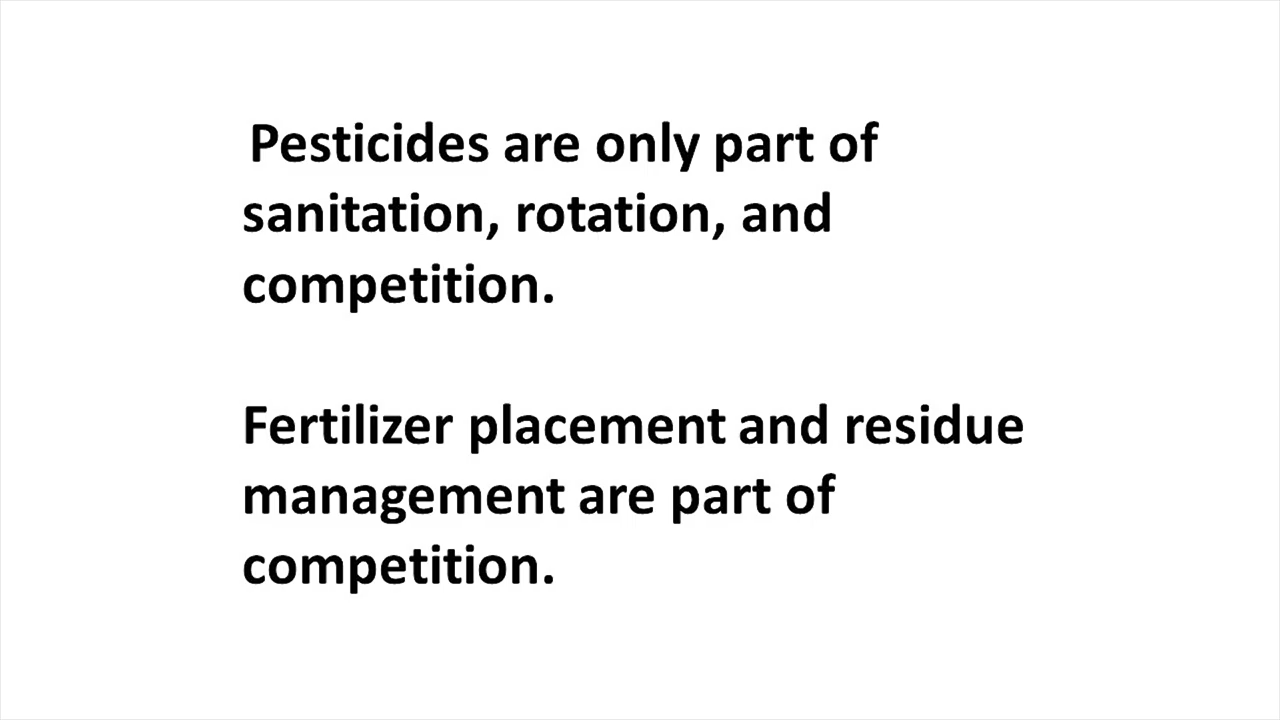 Pesticides are only part of
sanitation, rotation, and
competition.
Fertilizer placement and residue
management are part of
competition.